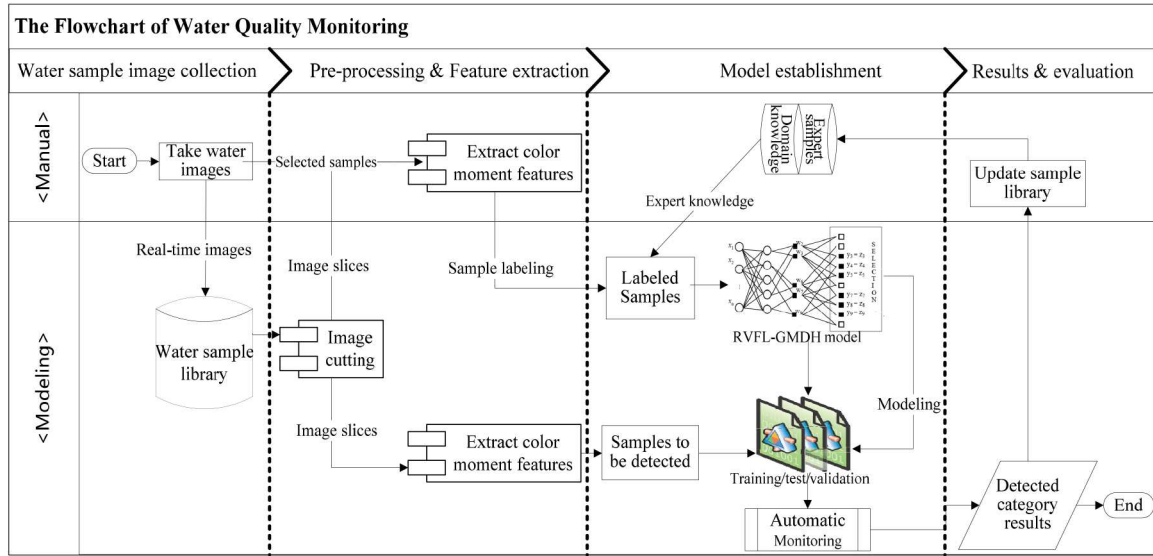 The Flowchart of Water Quality Monitoring
Water sample image collection
Pre-processing & Feature extraction
Model establishment
Results & evaluation
<Manual>
Start
Take water
images
Selected samples
Extract color
moment features
Expert samples
Domain
knowledge
Update sample
library
Expert knowledge
<Modeling>
Real-time images
Image slices
Sample labeling
Labeled
Samples
SELECTION
RVFL-GMDH model
Water sample
library
Image
cutting
Modeling
Image slices
Extract color
moment features
Samples to
be detected
Training/test/validation
Automatic
Monitoring
Detected
category
results
End